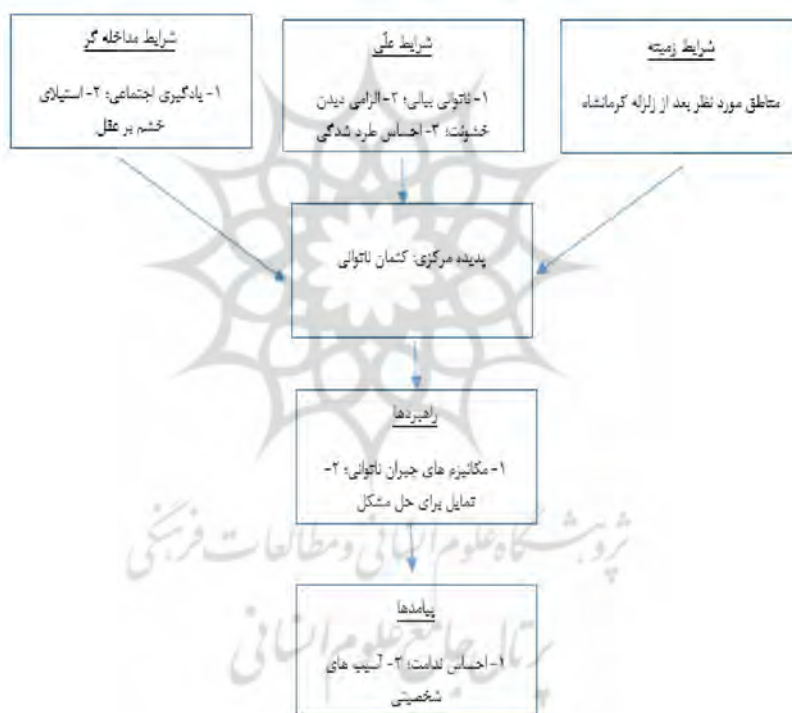 شرایط زمینه
مناطق مورد نظر بعد از زلزله کرمانشاه
شرایط علّی
۱- ناتوانی بیانی؛ ۲- الزامی دیدن
خشونت؛ ۳- احساس طرد شدگی
شرایط مداخله گر
۱- یادگیری اجتماعی؛ ۲- استیلای
خشم بر عقل
پدیده مرکزی: کتمان ناتوانی
راهبردها
۱- مکانیزم های جبران ناتوانی؛ ۲-
تمایل برای حل مشکل
پژوهشگاه علوم انسانی و مطالعات فرهنگی
پیامدها
۱- احساس ندامت؛ ۲- آسیب های
شخصیتی
پرتال جامع علوم انسانی